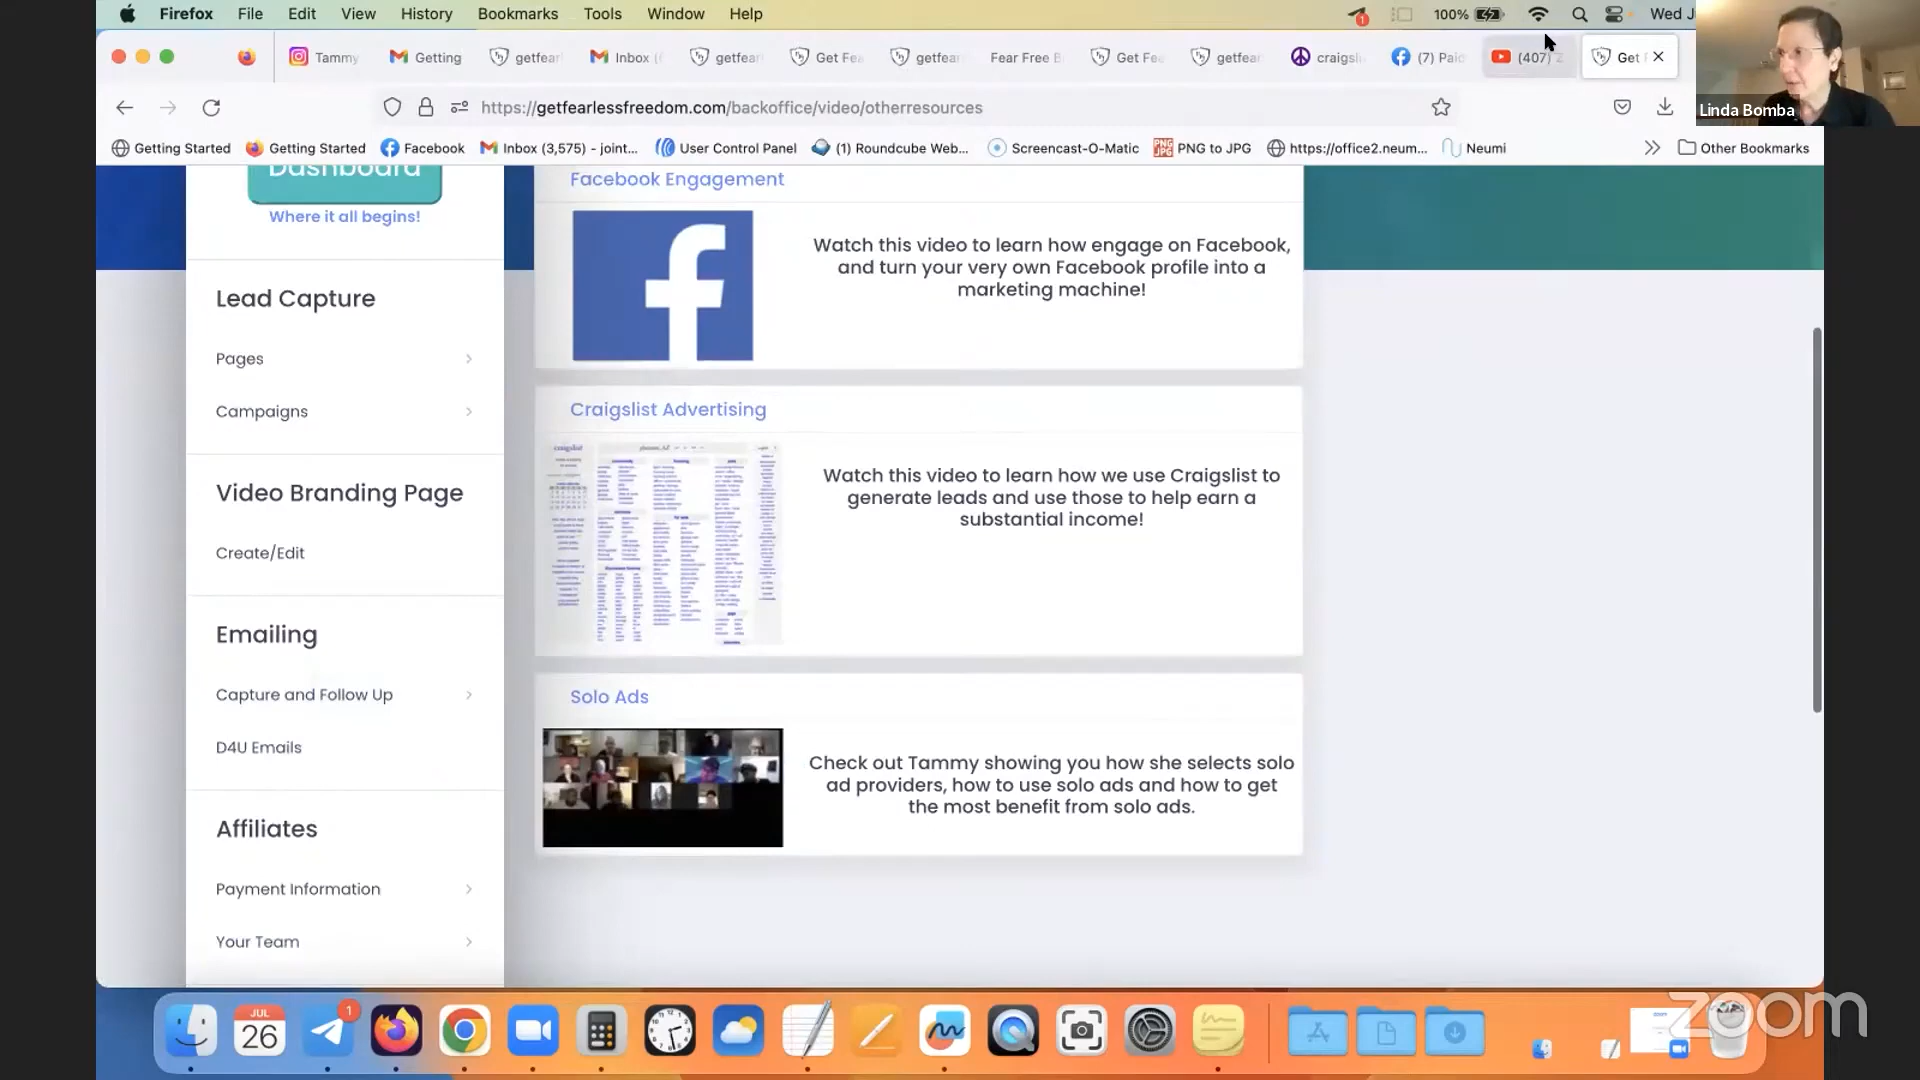 Firefox File Edit View History Bookmarks Tools Window Help
1 100% Wed J
Tammy Getting getfear Inbox ( getfear Get Fea getfear Fear Free B Get Fea getfear craigsl (7) Paid (407) Z Get F
https://getfearlessfreedom.com/backoffice/video/otherresources
Linda Bomba
Getting Started Getting Started Facebook Inbox (3,575) - joint... User Control Panel (1) Roundcube Web... Screencast-O-Matic PNG to JPG https://office2.neum... Neumi Other Bookmarks
Dashboard
Where it all begins!
Lead Capture
Pages
Campaigns
Video Branding Page
Create/Edit
Emailing
Capture and Follow Up
D4U Emails
Affiliates
Payment Information
Your Team
Facebook Engagement
Watch this video to learn how engage on Facebook,
and turn your very own Facebook profile into a
marketing machine!
Craigslist Advertising
craigslist
Watch this video to learn how we use Craigslist to
generate leads and use those to help earn a
substantial income!
Solo Ads
Check out Tammy showing you how she selects solo
ad providers, how to use solo ads and how to get
the most benefit from solo ads.
JUL
26
1
zoom